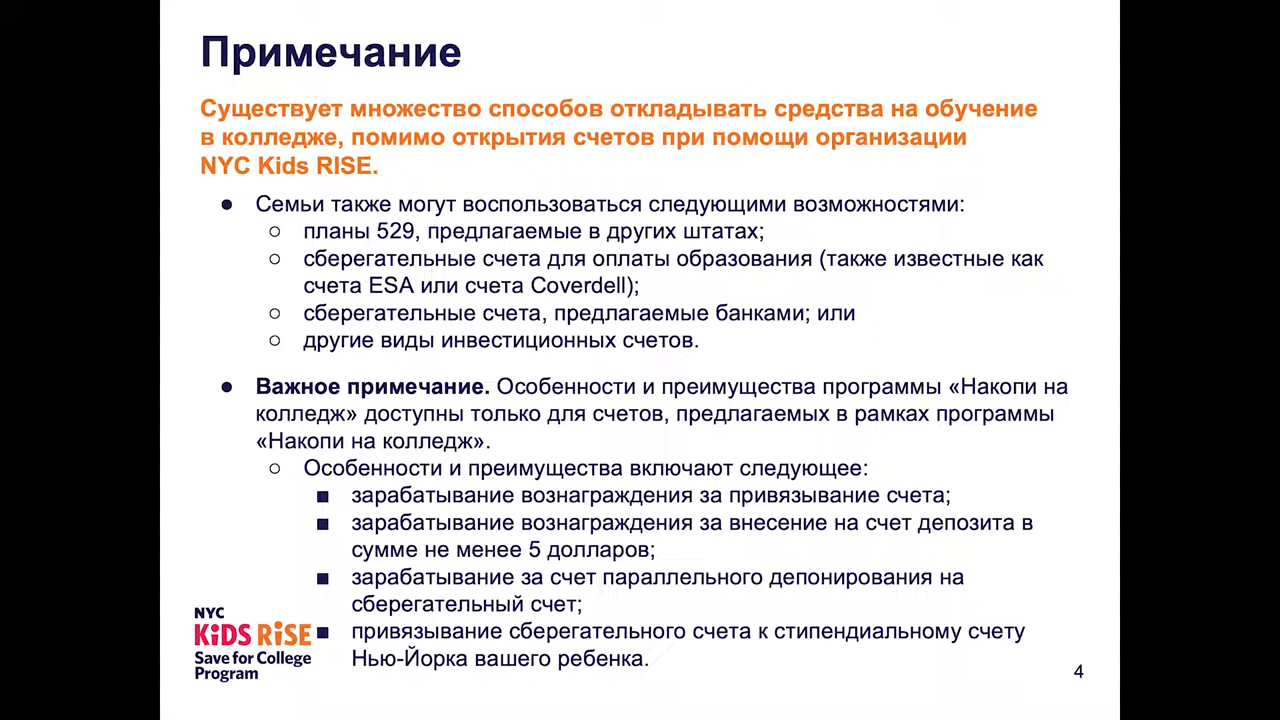 Примечание
Существует множество способов откладывать средства на обучение
в колледже, помимо открытия счетов при помощи организации
NYC Kids RISE.
● Семьи также могут воспользоваться следующими возможностями:
○ планы 529, предлагаемые в других штатах;
○ сберегательные счета для оплаты образования (также известные как
счета ESA или счета Coverdell);
○ сберегательные счета, предлагаемые банками; или
○ другие виды инвестиционных счетов.
● Важное примечание. Особенности и преимущества программы «Накопи на
колледж» доступны только для счетов, предлагаемых в рамках программы
«Накопи на колледж».
○ Особенности и преимущества включают следующее:
■ зарабатывание вознаграждения за привязывание счета;
■ зарабатывание вознаграждения за внесение на счет депозита в
сумме не менее 5 долларов;
■ зарабатывание за счет параллельного депонирования на
сберегательный счет;
■ привязывание сберегательного счета к стипендиальному счету
Нью-Йорка вашего ребенка.
NYC
KiDS RiSE
Save for College
Program
4